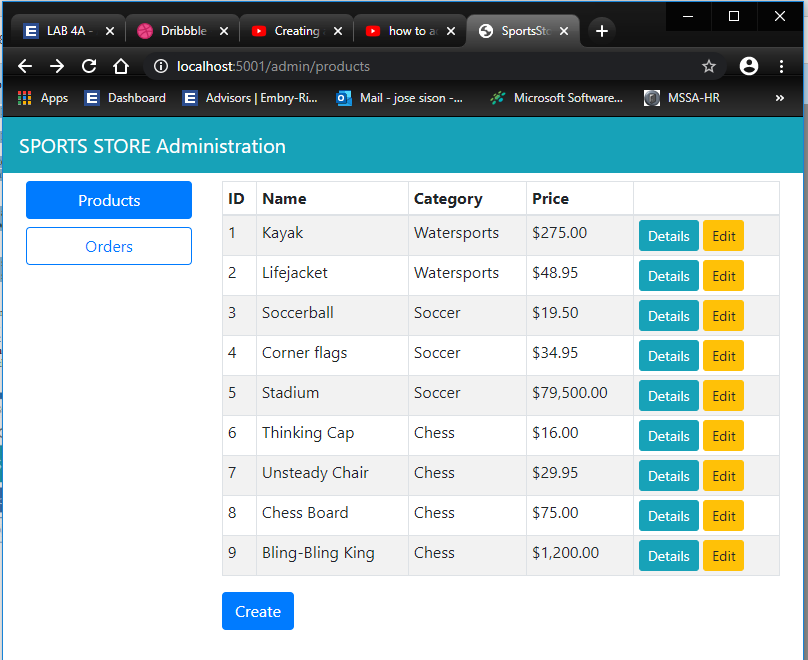 LAB 4A - Dribbble Creating how to SportsSto
localhost:5001/admin/products
Apps Dashboard Advisors | Embry-Ri... Mail - jose sison -... Microsoft Software... MSSA-HR »
SPORTS STORE Administration
Products
Orders
ID Name Category Price
1 Kayak Watersports $275.00 Details Edit
2 Lifejacket Watersports $48.95 Details Edit
3 Soccerball Soccer $19.50 Details Edit
4 Corner flags Soccer $34.95 Details Edit
5 Stadium Soccer $79,500.00 Details Edit
6 Thinking Cap Chess $16.00 Details Edit
7 Unsteady Chair Chess $29.95 Details Edit
8 Chess Board Chess $75.00 Details Edit
9 Bling-Bling King Chess $1,200.00 Details Edit
Create